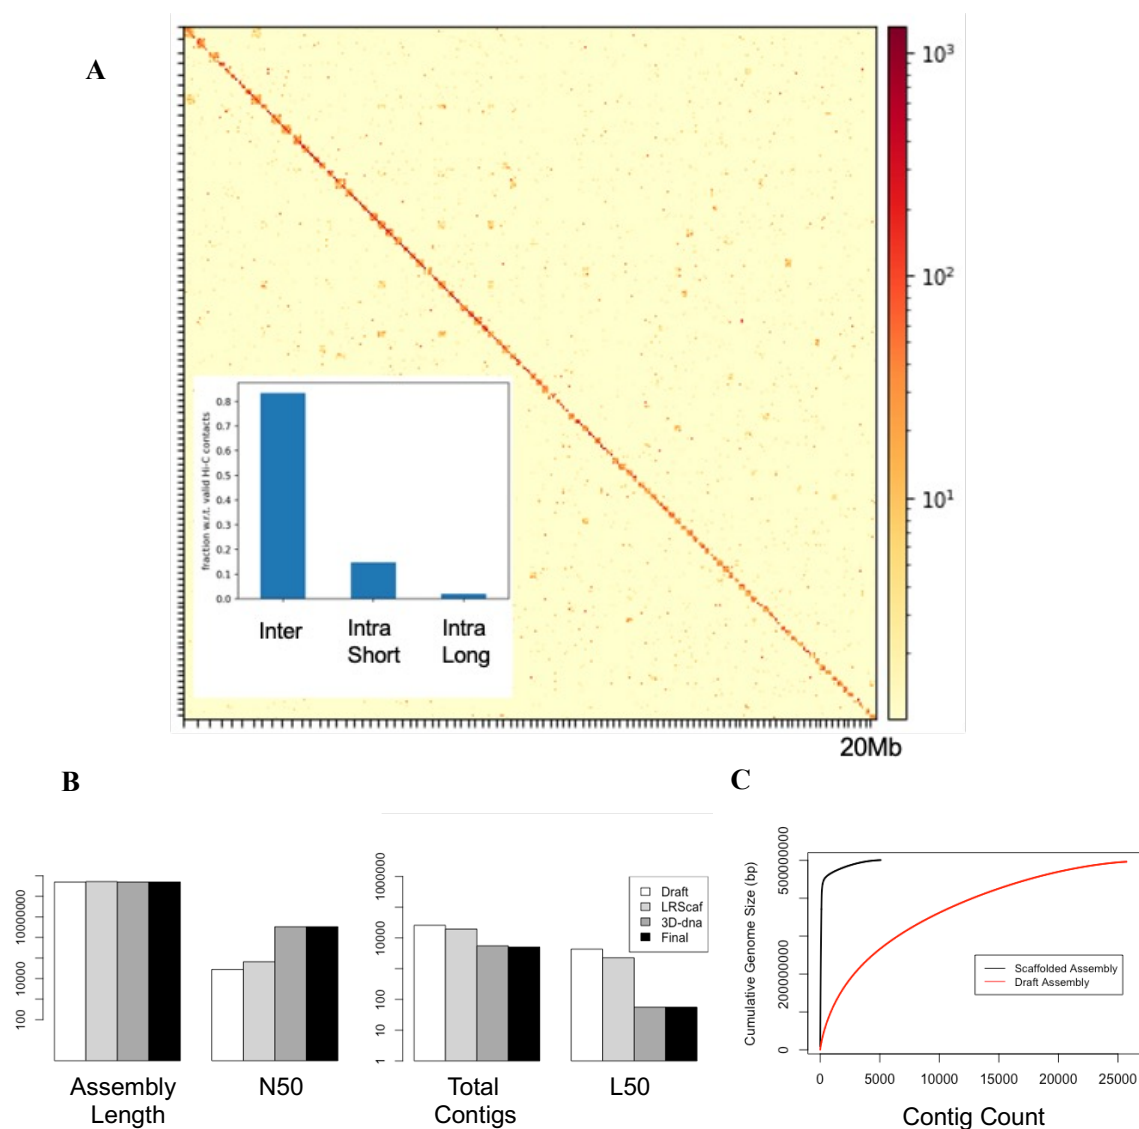 A
10³
10²
10¹
fraction w.r.t. valid Hi-C contacts
0.8
0.7
0.6
0.5
0.4
0.3
0.2
0.1
0.0
Inter
Intra
Short
Intra
Long
20Mb
B
10000000
10000
100
Assembly
Length
N50
1000000
10000
100
10
1
Draft
LRScaf
3D-dna
Final
Total
Contigs
L50
C
Cumulative Genome Size (bp)
500000000
200000000
0
Scaffolded Assembly
Draft Assembly
0
5000
10000
15000
20000
25000
Contig Count